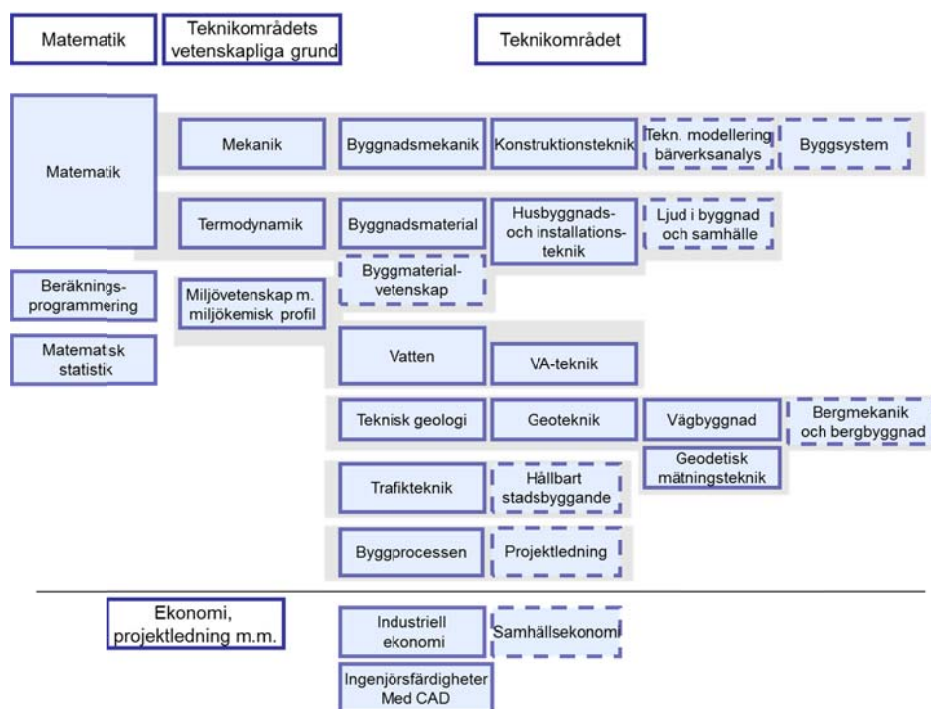 Matematik
Teknikområdets
vetenskapliga grund
Teknikområdet
Matematik
Mekanik
Byggnadsmekanik
Konstruktionsteknik
Tekn. modellering
bärverksanalys
Byggsystem
Termodynamik
Byggnadsmaterial
Husbyggnads-
och installations-
teknik
Ljud i byggnad
och samhälle
Byggmaterial-
vetenskap
Beräknings-
programmering
Miljövetenskap m.
miljökemisk profil
Matematisk
statistik
Vatten
VA-teknik
Teknisk geologi
Geoteknik
Vägbyggnad
Bergmekanik
och bergbyggnad
Geodetisk
mätningsteknik
Trafikteknik
Hållbart
stadsbyggande
Byggprocessen
Projektledning
Ekonomi,
projektledning m.m.
Industriell
ekonomi
Samhällsekonomi
Ingenjörsfärdigheter
Med CAD